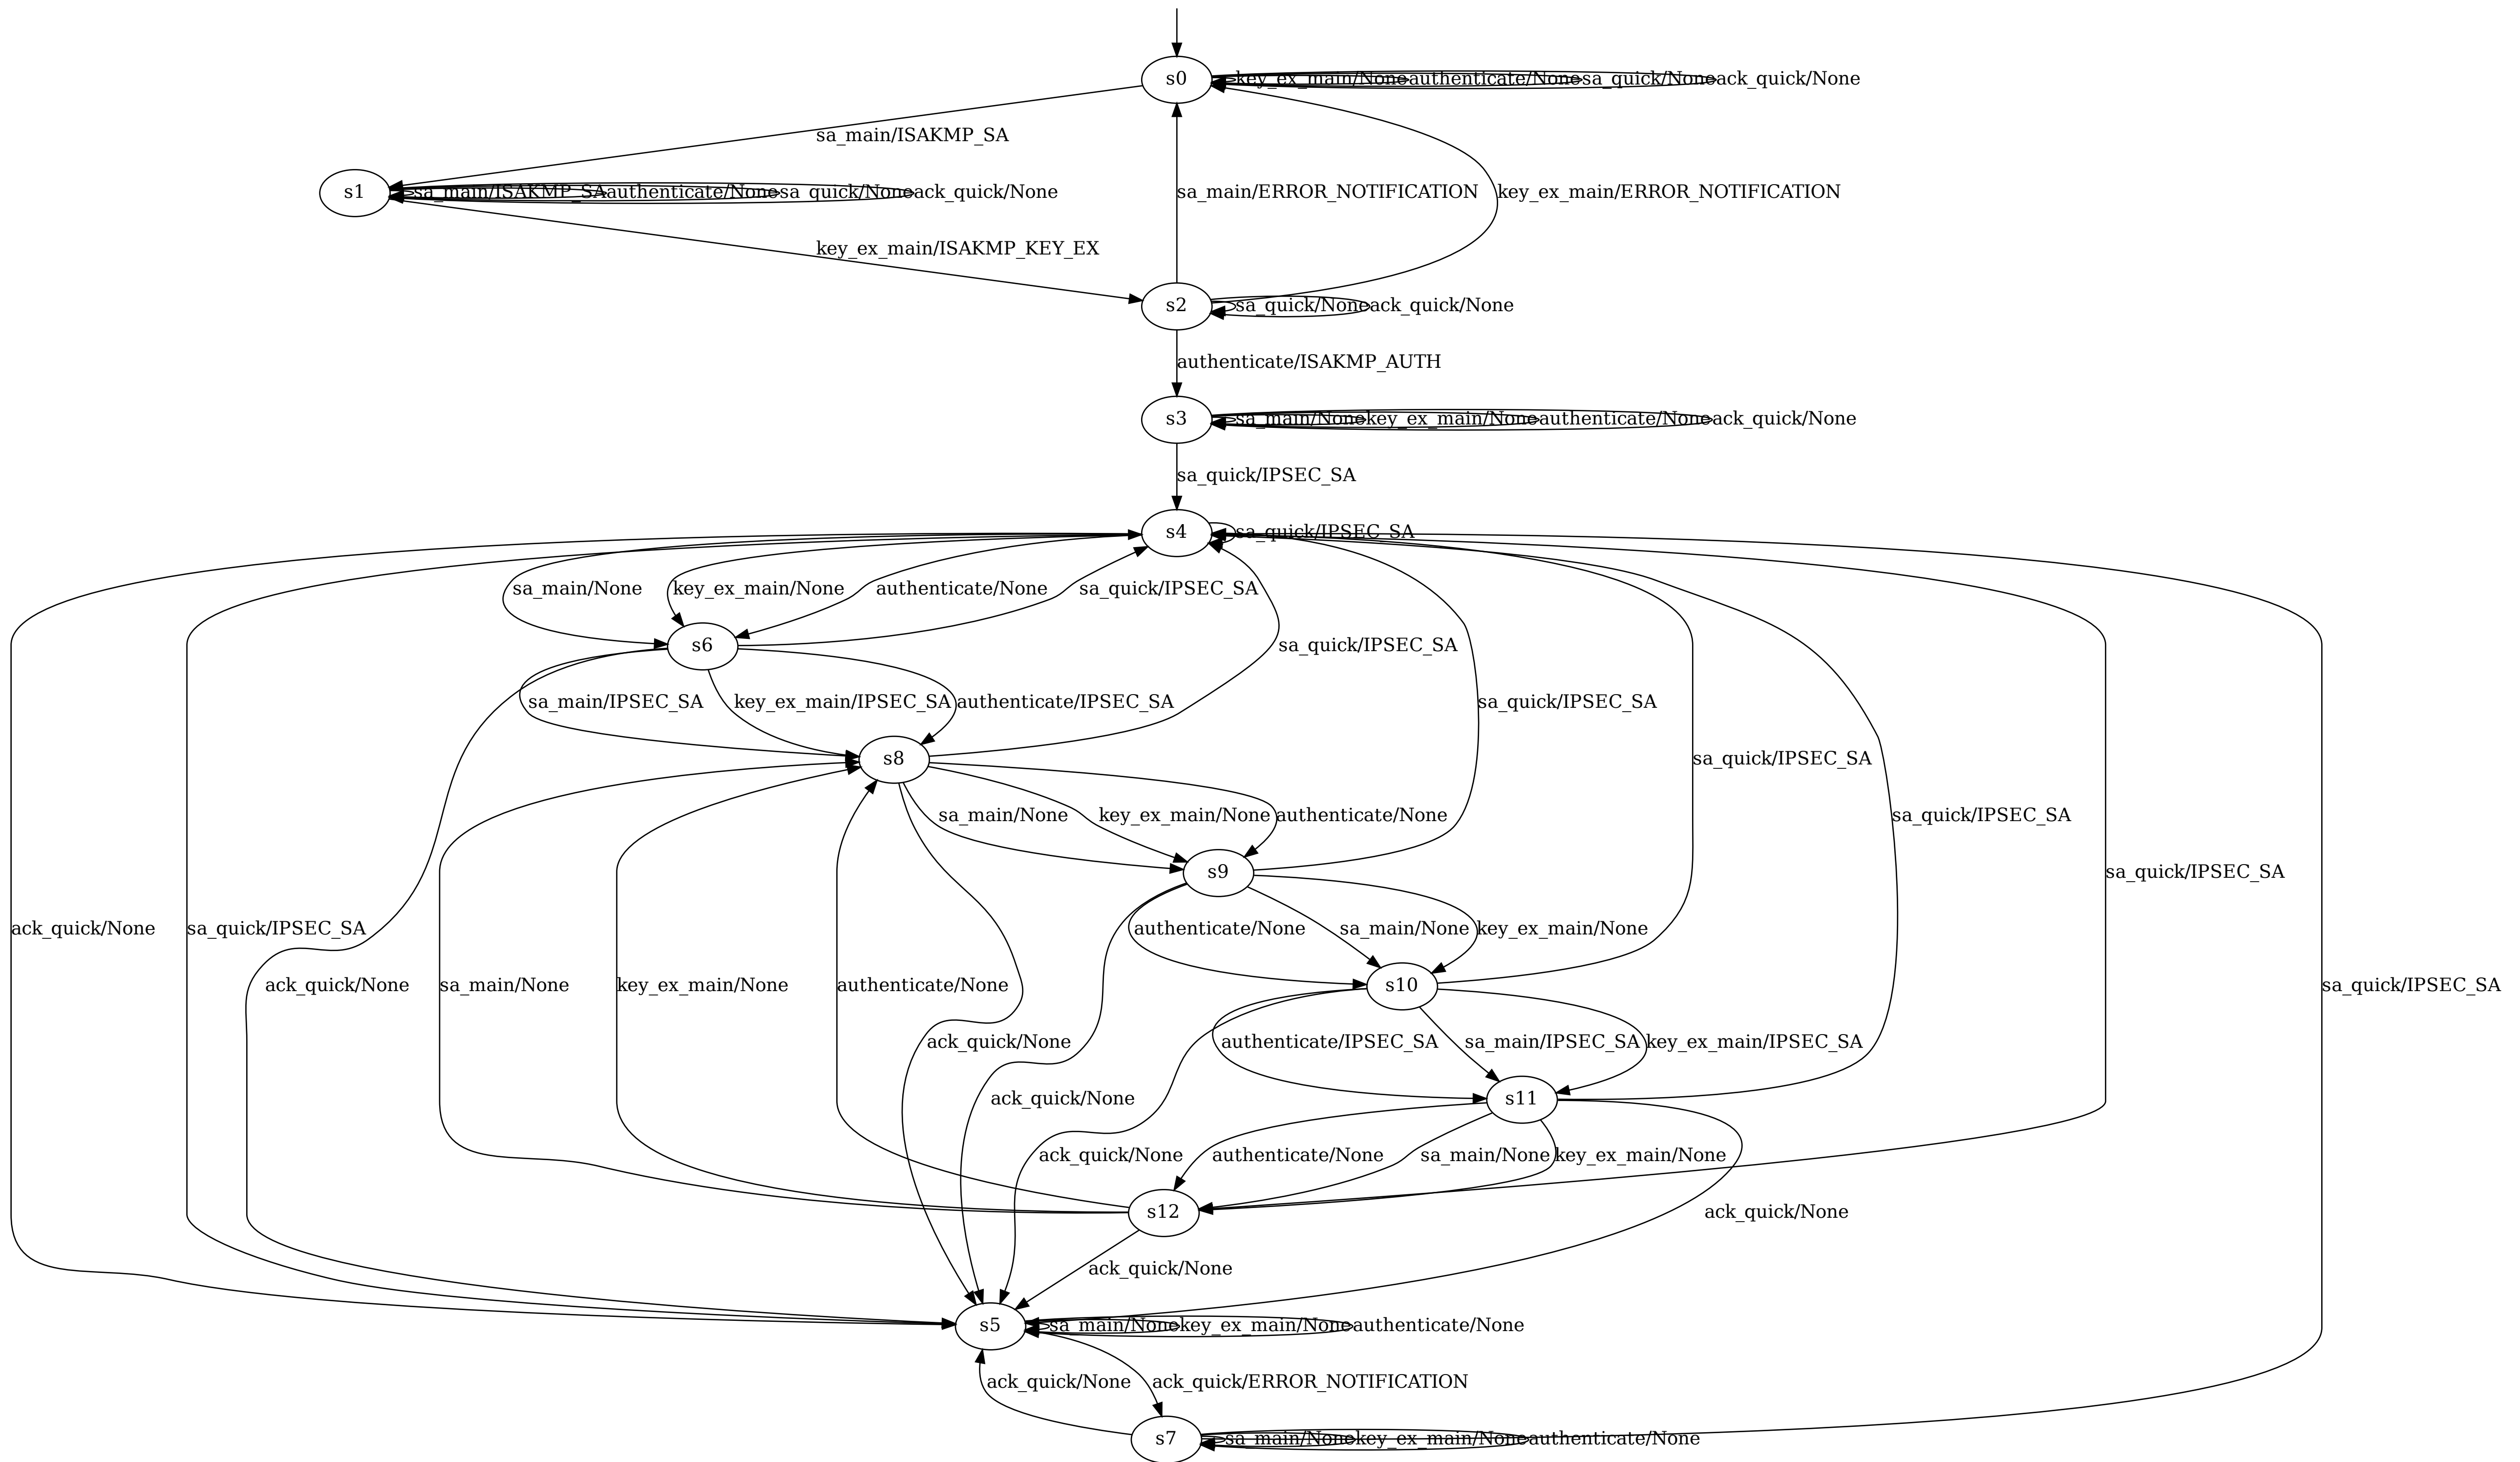 s0
key_ex_main/None
authenticate/None
sa_quick/None
ack_quick/None
sa_main/ISAKMP_SA
s1
sa_main/ISAKMP_SA
authenticate/None
sa_quick/None
ack_quick/None
sa_main/ERROR_NOTIFICATION
key_ex_main/ERROR_NOTIFICATION
key_ex_main/ISAKMP_KEY_EX
s2
sa_quick/None
ack_quick/None
authenticate/ISAKMP_AUTH
s3
sa_main/None
key_ex_main/None
authenticate/None
ack_quick/None
sa_quick/IPSEC_SA
s4
sa_quick/IPSEC_SA
sa_main/None
key_ex_main/None
authenticate/None
sa_quick/IPSEC_SA
s6
sa_quick/IPSEC_SA
sa_main/IPSEC_SA
key_ex_main/IPSEC_SA
authenticate/IPSEC_SA
sa_quick/IPSEC_SA
s8
sa_quick/IPSEC_SA
sa_quick/IPSEC_SA
sa_main/None
key_ex_main/None
authenticate/None
s9
sa_quick/IPSEC_SA
ack_quick/None
sa_quick/IPSEC_SA
authenticate/None
sa_main/None
key_ex_main/None
ack_quick/None
sa_main/None
key_ex_main/None
authenticate/None
s10
sa_quick/IPSEC_SA
ack_quick/None
authenticate/IPSEC_SA
sa_main/IPSEC_SA
key_ex_main/IPSEC_SA
ack_quick/None
s11
ack_quick/None
authenticate/None
sa_main/None
key_ex_main/None
s12
ack_quick/None
ack_quick/None
s5
sa_main/None
key_ex_main/None
authenticate/None
ack_quick/None
ack_quick/ERROR_NOTIFICATION
s7
sa_main/None
key_ex_main/None
authenticate/None